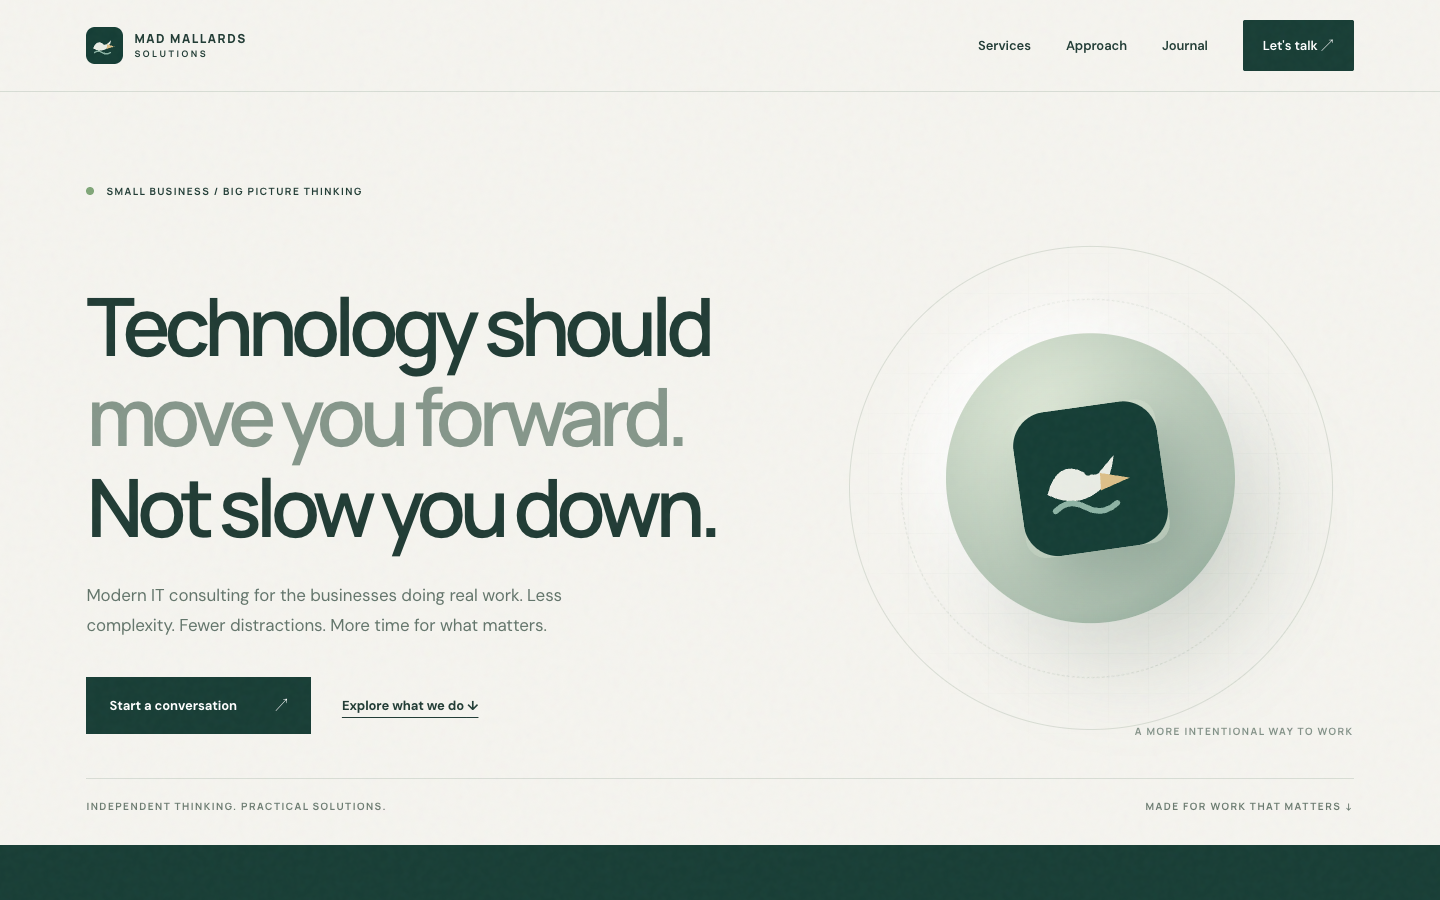 MAD MALLARDS
SOLUTIONS
Services
Approach
Journal
Let's talk ↗
SMALL BUSINESS / BIG PICTURE THINKING
Technology should
move you forward.
Not slow you down.
Modern IT consulting for the businesses doing real work. Less
complexity. Fewer distractions. More time for what matters.
Start a conversation ↗
Explore what we do ↓
A MORE INTENTIONAL WAY TO WORK
INDEPENDENT THINKING. PRACTICAL SOLUTIONS.
MADE FOR WORK THAT MATTERS ↓